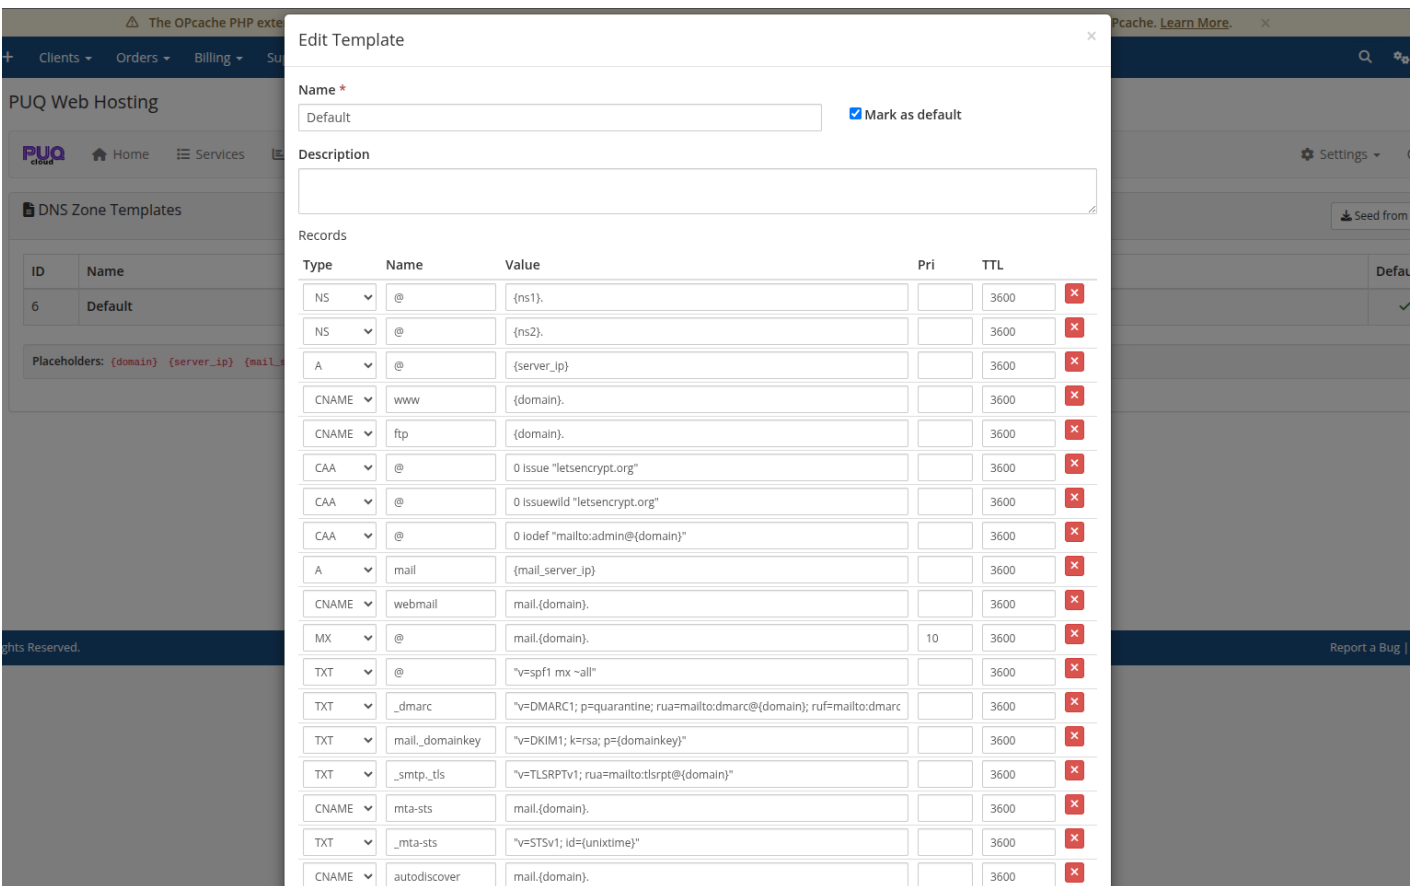 The OPcache PHP exte
Pcache. Learn More. ×
Edit Template ×
+ Clients Orders Billing Su
PUQ Web Hosting
PUQ cloud Home Services Settings
DNS Zone Templates
Seed from
ID Name Defau
6 Default
Placeholders: {domain} {server_ip} {mail_s
Name *
Default
Mark as default
Description
Records
Type Name Value Pri TTL
NS @ {ns1}. 3600
NS @ {ns2}. 3600
A @ {server_ip} 3600
CNAME www {domain}. 3600
CNAME ftp {domain}. 3600
CAA @ 0 issue "letsencrypt.org" 3600
CAA @ 0 issuewild "letsencrypt.org" 3600
CAA @ 0 iodef "mailto:admin@{domain}" 3600
A mail {mail_server_ip} 3600
CNAME webmail mail.{domain}. 3600
MX @ mail.{domain}. 10 3600
TXT @ "v=spf1 mx ~all" 3600
TXT _dmarc "v=DMARC1; p=quarantine; rua=mailto:dmarc@{domain}; ruf=mailto:dmarc 3600
TXT mail._domainkey "v=DKIM1; k=rsa; p={domainkey}" 3600
TXT _smtp._tls "v=TLSRPTv1; rua=mailto:tlsrpt@{domain}" 3600
CNAME mta-sts mail.{domain}. 3600
TXT _mta-sts "v=STSv1; id={unixtime}" 3600
CNAME autodiscover mail.{domain}. 3600
ghts Reserved.
Report a Bug |